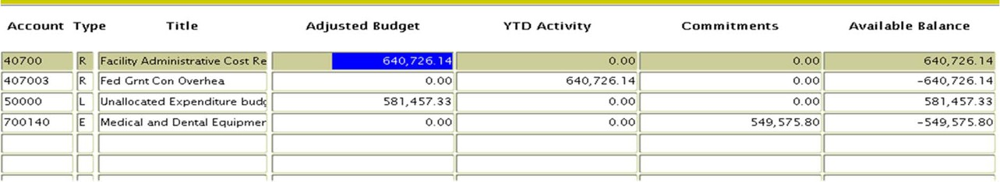 Account Type Title Adjusted Budget YTD Activity Commitments Available Balance
40700 R Facility Administrative Cost Re 640,726.14 0.00 0.00 640,726.14
407003 R Fed Grnt Con Overhea 0.00 640,726.14 0.00 -640,726.14
50000 L Unallocated Expenditure budg 581,457.33 0.00 0.00 581,457.33
700140 E Medical and Dental Equipmer 0.00 0.00 549,575.80 -549,575.80